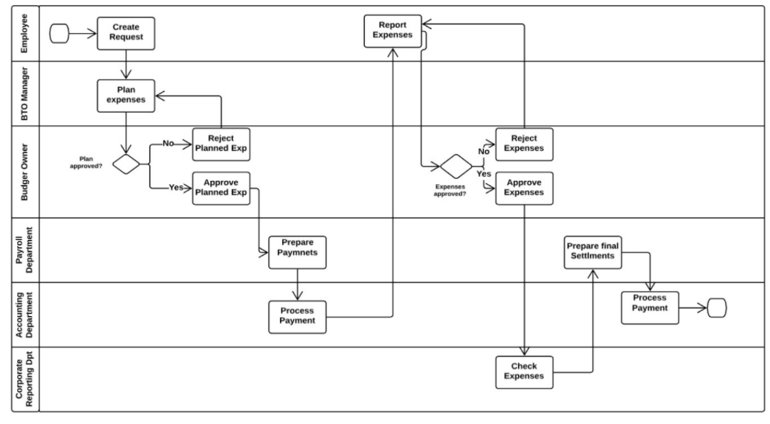 Employee
Create
Request
Report
Expenses
BTO Manager
Plan
expenses
Budger Owner
Plan
approved?
No
Reject
Planned Exp
Yes
Approve
Planned Exp
Expenses
approved?
No
Reject
Expenses
Yes
Approve
Expenses
Payroll
Department
Prepare
Paymnets
Prepare final
Settlments
Accounting
Department
Process
Payment
Process
Payment
Corporate
Reporting Dpt
Check
Expenses